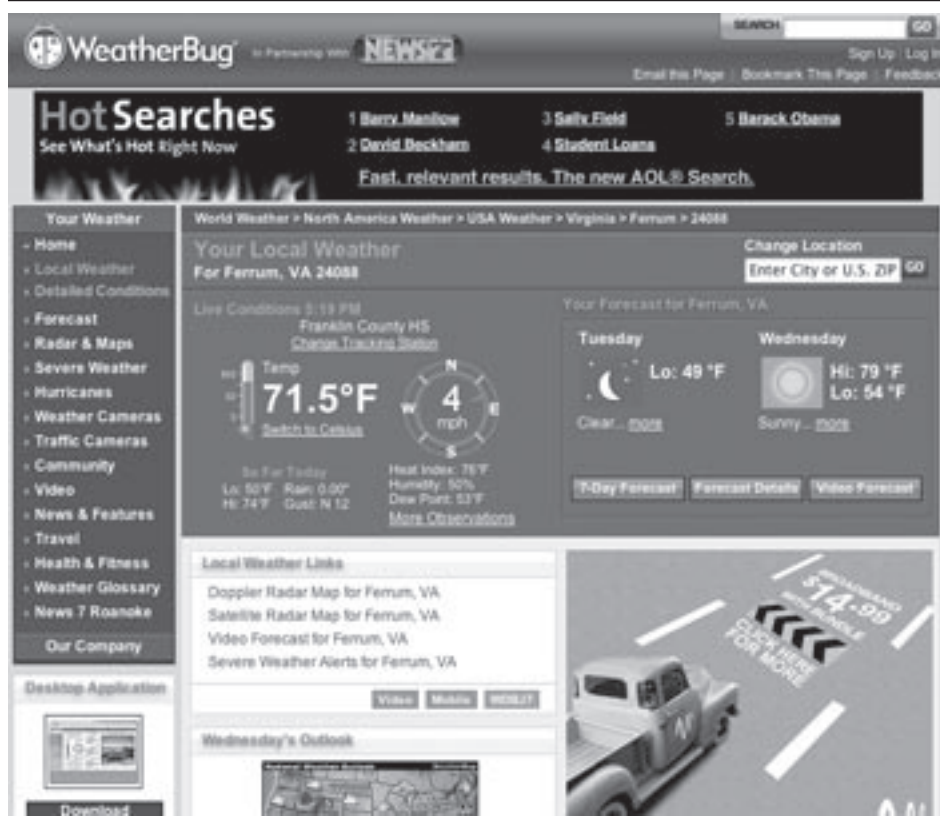 SEARCH GO
WeatherBug In Partnership With NEWS7
Sign Up | Log In
Email this Page | Bookmark This Page | Feedback
Hot Searches
See What's Hot Right Now
1 Barry Manilow 3 Sally Field 5 Barack Obama
2 David Beckham 4 Student Loans
Fast, relevant results. The new AOL® Search.
Your Weather
Home
Local Weather
Detailed Conditions
Forecast
Radar & Maps
Severe Weather
Hurricanes
Weather Cameras
Traffic Cameras
Community
Video
News & Features
Travel
Health & Fitness
Weather Glossary
News 7 Roanoke
Our Company
Desktop Application
Download
World Weather > North America Weather > USA Weather > Virginia > Ferrum > 24088
Your Local Weather
For Ferrum, VA 24088
Change Location
Enter City or U.S. ZIP GO
Live Conditions 5:19 PM
Franklin County HS
Change Tracking Station
Temp
71.5°F
Switch to Celsius
N
W 4 E
mph
S
So Far Today
Lo: 50°F Rain: 0.00"
Hi: 74°F Gust: N 12
Heat Index: 76°F
Humidity: 50%
Dew Point: 53°F
More Observations
Your Forecast for Ferrum, VA
Tuesday
Lo: 49 °F
Clear... more
Wednesday
Hi: 79 °F
Lo: 54 °F
Sunny... more
7-Day Forecast Forecast Details Video Forecast
Local Weather Links
Doppler Radar Map for Ferrum, VA
Satellite Radar Map for Ferrum, VA
Video Forecast for Ferrum, VA
Severe Weather Alerts for Ferrum, VA
Video Mobile
Wednesday's Outlook
National Weather Outlook
BROADBAND
$14.99
WITH BUNDLE
CLICK HERE
FOR MORE